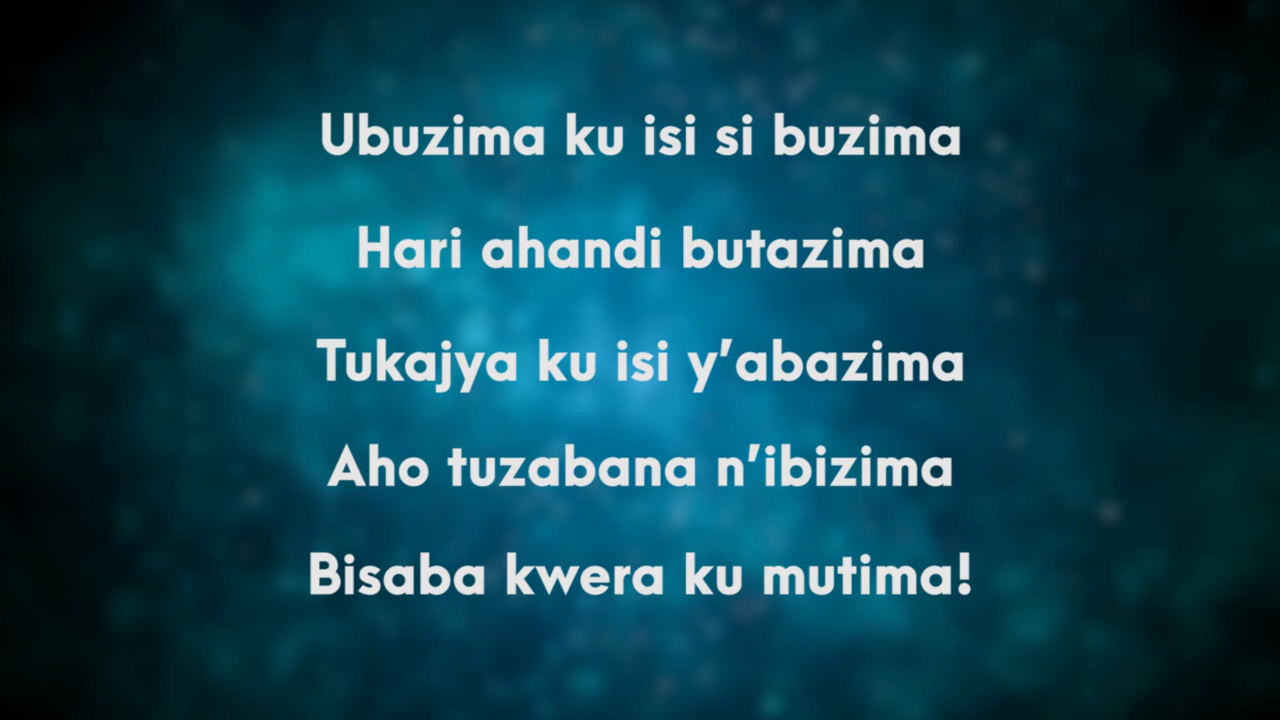 Ubuzima ku isi si buzima
Hari ahandi butazima
Tukajya ku isi y’abazima
Aho tuzabana n’ibizima
Bisaba kwera ku mutima!